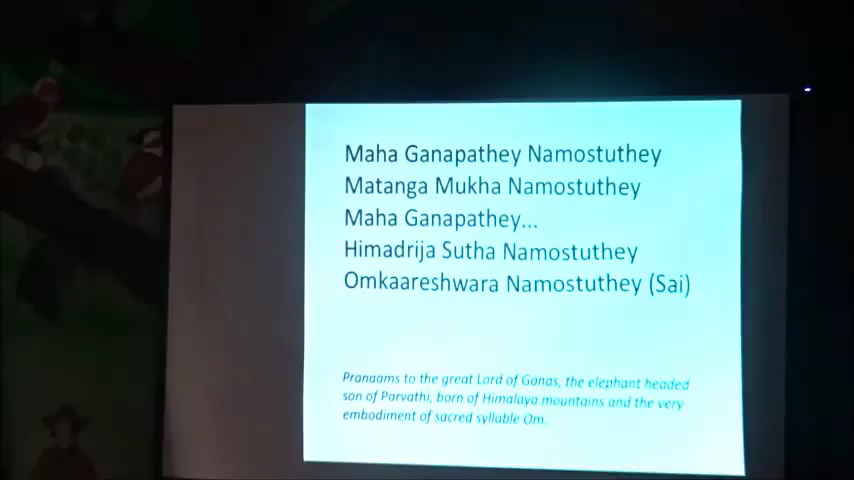 Maha Ganapathey Namostuthey
Matanga Mukha Namostuthey
Maha Ganapathey...
Himadrija Sutha Namostuthey
Omkaareshwara Namostuthey (Sai)
Pranaams to the great Lord of Ganas, the elephant headed
son of Parvathi, born of Himalaya mountains and the very
embodiment of sacred syllable Om.